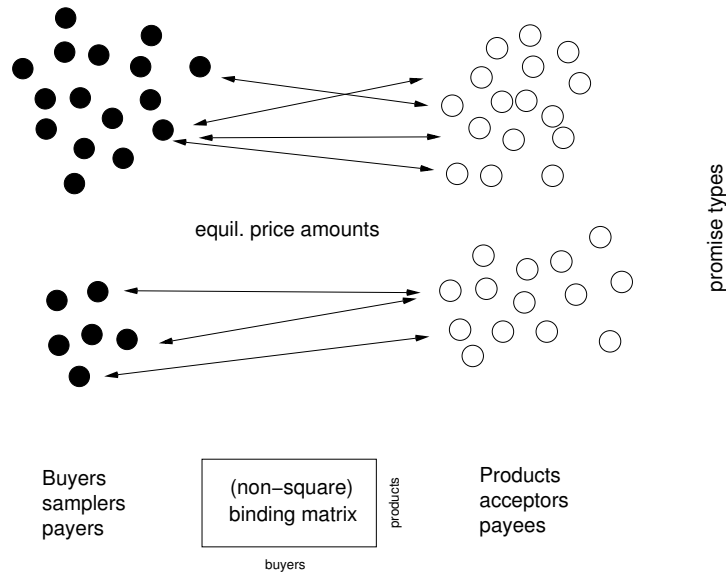 promise types
equil. price amounts
Buyers
samplers
payers
(non−square)
binding matrix
products
buyers
Products
acceptors
payees